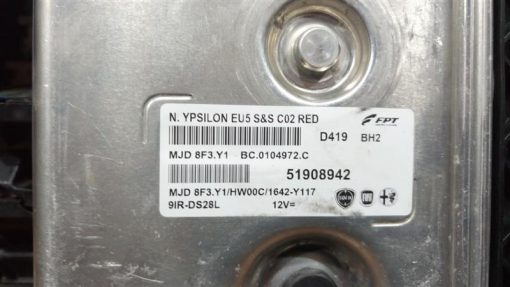 N. YPSILON EU5 S&S C02 RED
FPT
D419 BH2
MJD 8F3.Y1 BC.0104972.C
51908942
MJD 8F3.Y1/HW00C/1642-Y117
9IR-DS28L 12V=